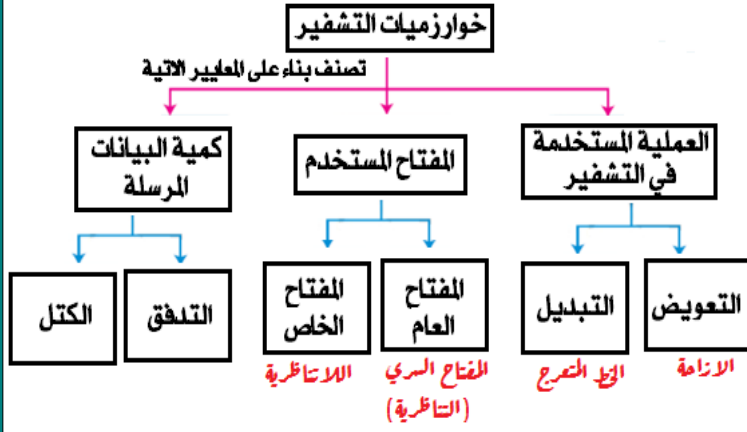 خوارزميات التشفير
تصنف بناء على المعايير الاتية
العملية المستخدمة
في التشفير
المفتاح المستخدم
كمية البيانات
المرسلة
التعويض
التبديل
المفتاح
العام
المفتاح
الخاص
التدفق
الكتل
الازاحة
الخط المتعرج
المفتاح السري
(التناظرية)
اللاتناظرية